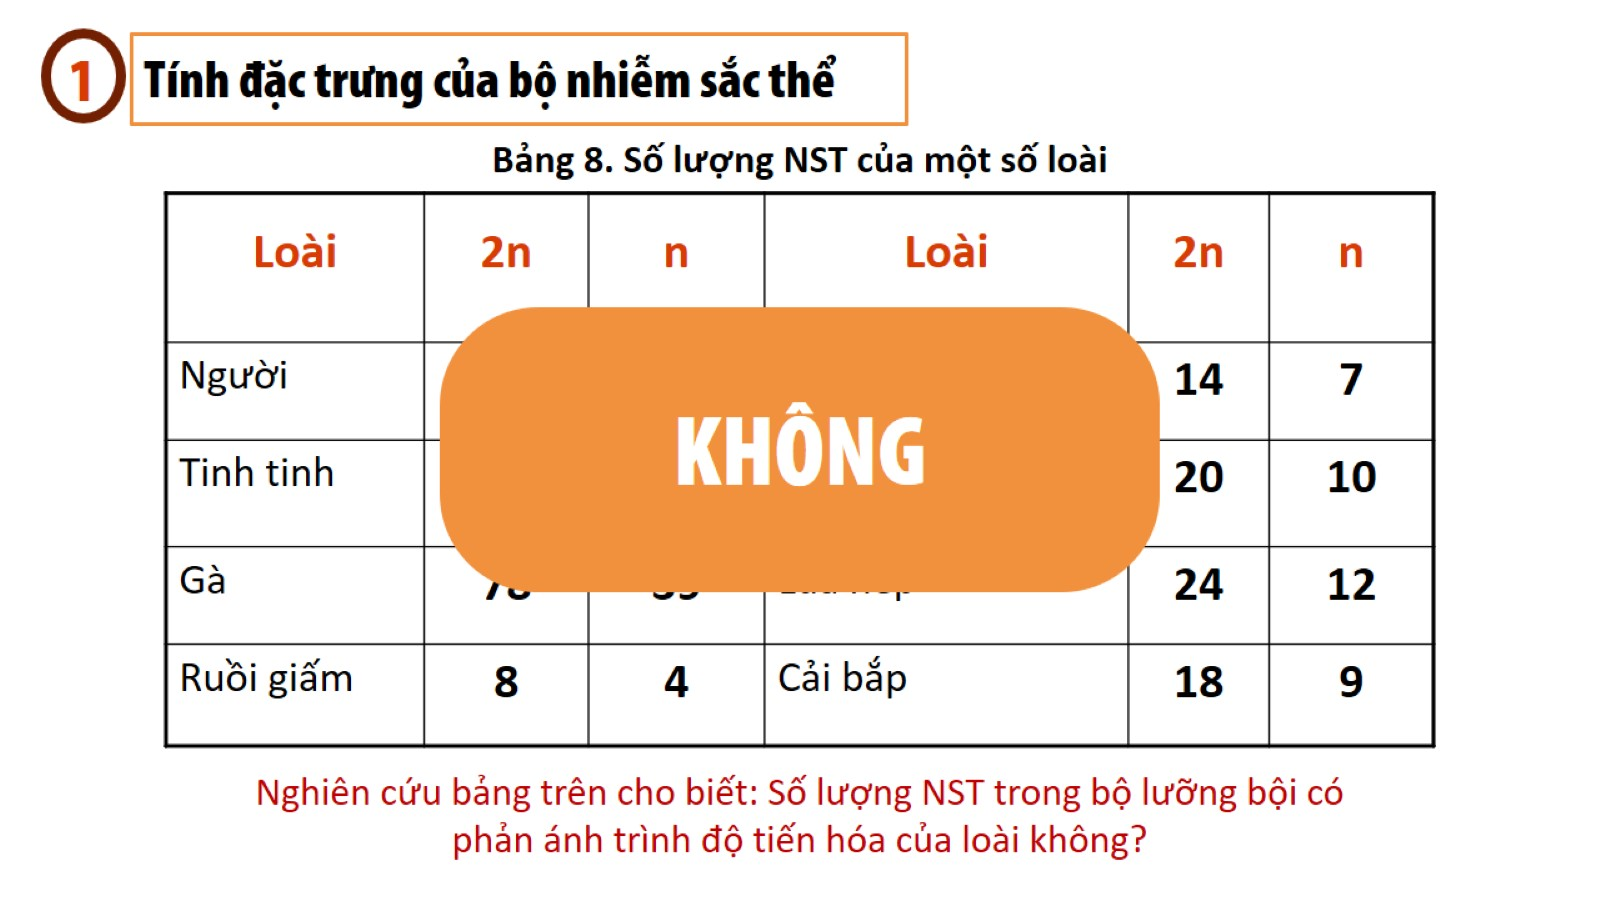 1 Tính đặc trưng của bộ nhiễm sắc thể
Bảng 8. Số lượng NST của một số loài
Loài 2n n Loài 2n n
Người 14 7
Tinh tinh 20 10
KHÔNG
Gà 24 12
Ruồi giấm 8 4 Cải bắp 18 9
Nghiên cứu bảng trên cho biết: Số lượng NST trong bộ lưỡng bội có
phản ánh trình độ tiến hóa của loài không?